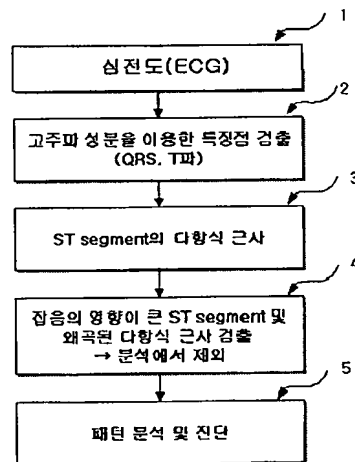 1
심전도(ECG)
2
고주파 성분을 이용한 특징점 검출
(QRS, T파)
3
ST segment의 다항식 근사
4
잡음의 영향이 큰 ST segment 및
왜곡된 다항식 근사 검출
→ 분석에서 제외
5
패턴 분석 및 진단